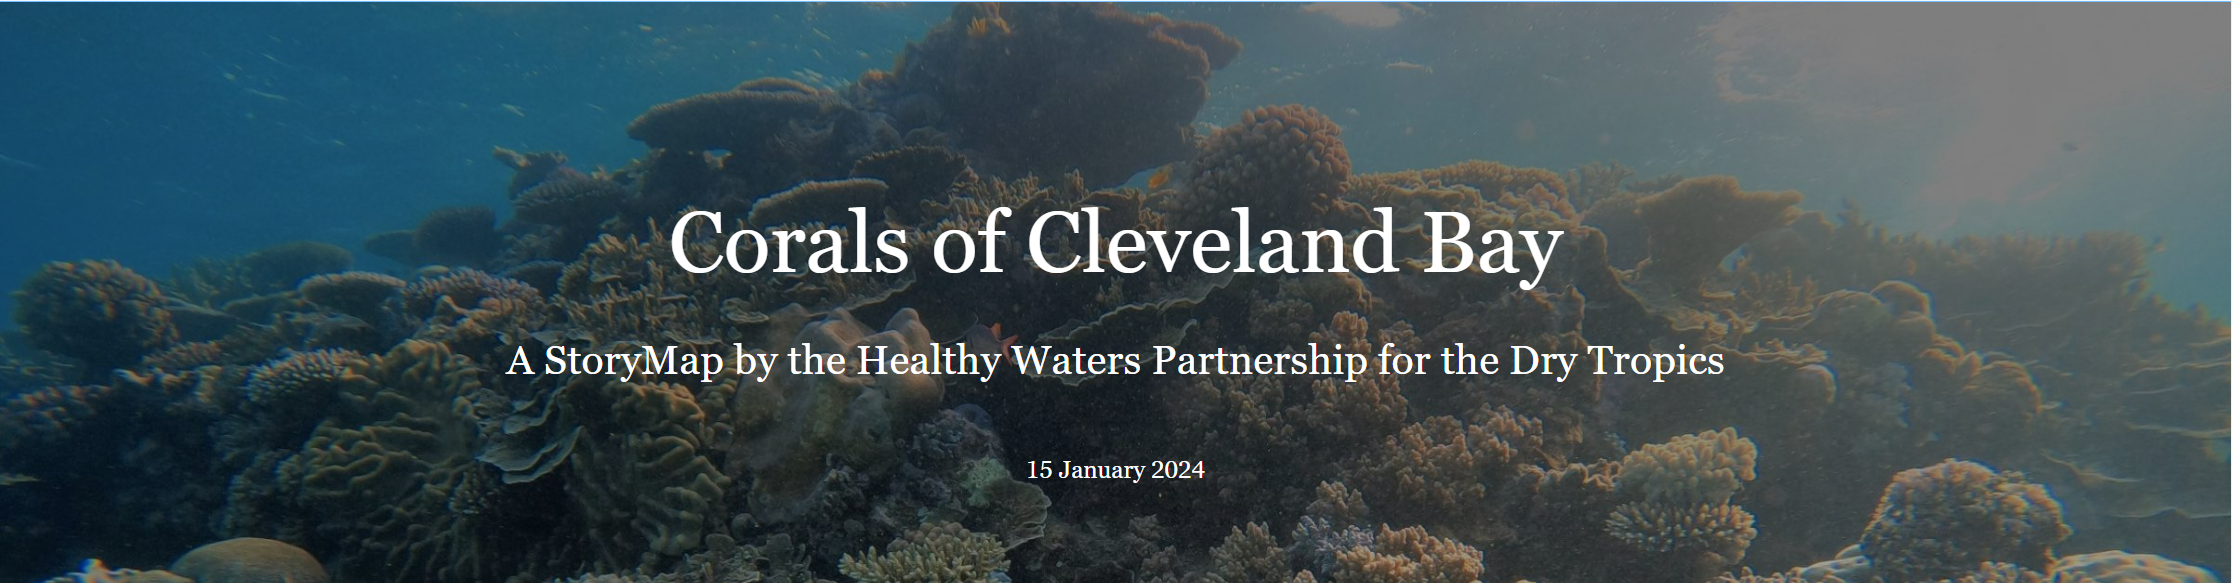 Corals of Cleveland Bay
A StoryMap by the Healthy Waters Partnership for the Dry Tropics
15 January 2024